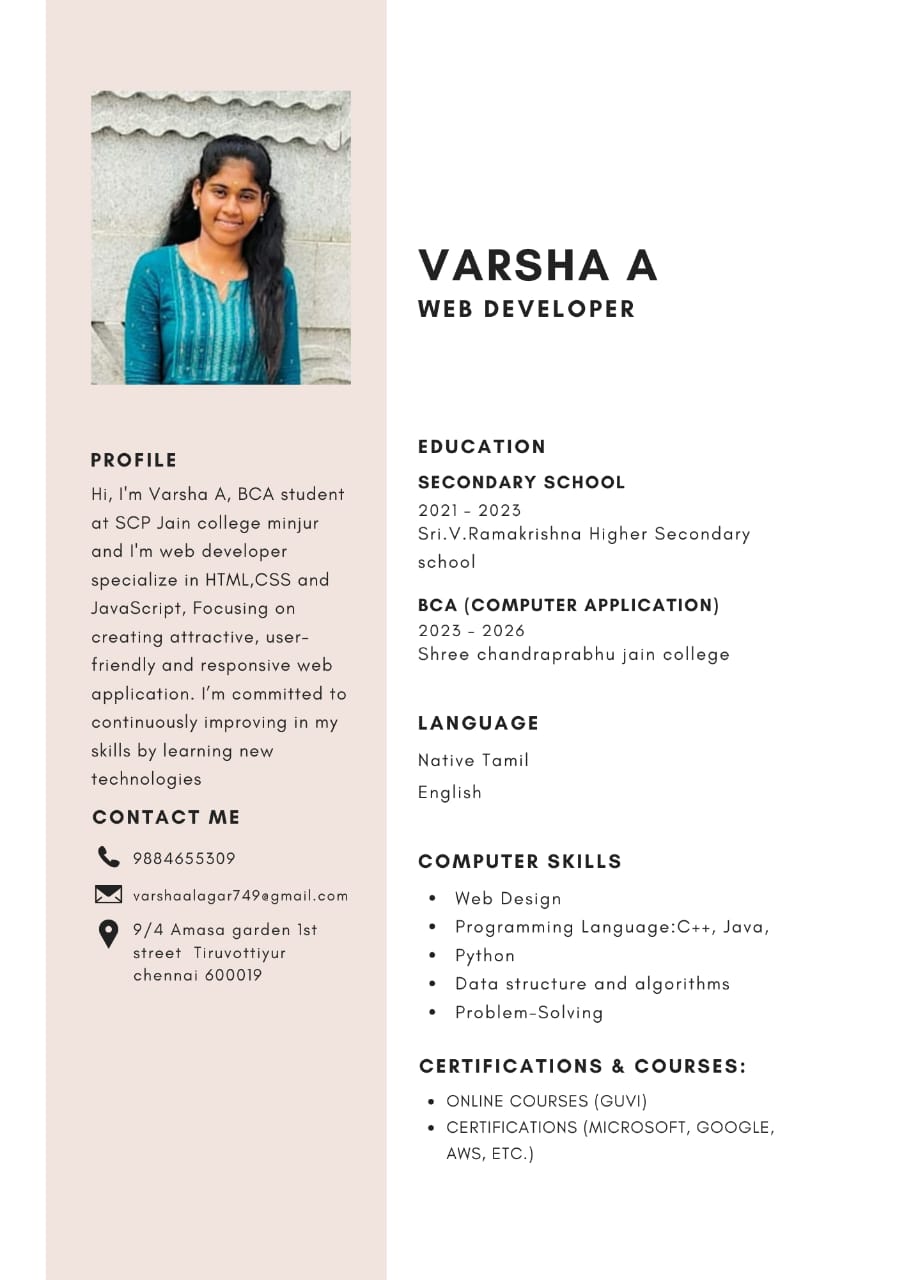 VARSHA A
WEB DEVELOPER
PROFILE
Hi, I'm Varsha A, BCA student
at SCP Jain college minjur
and I'm web developer
specialize in HTML,CSS and
JavaScript, Focusing on
creating attractive, user-
friendly and responsive web
application. I’m committed to
continuously improving in my
skills by learning new
technologies
CONTACT ME
9884655309
varshaalagar749@gmail.com
9/4 Amasa garden 1st
street Tiruvottiyur
chennai 600019
EDUCATION
SECONDARY SCHOOL
2021 - 2023
Sri.V.Ramakrishna Higher Secondary
school
BCA (COMPUTER APPLICATION)
2023 - 2026
Shree chandraprabhu jain college
LANGUAGE
Native Tamil
English
COMPUTER SKILLS
• Web Design
• Programming Language:C++, Java,
• Python
• Data structure and algorithms
• Problem-Solving
CERTIFICATIONS & COURSES:
• ONLINE COURSES (GUVI)
• CERTIFICATIONS (MICROSOFT, GOOGLE,
AWS, ETC.)